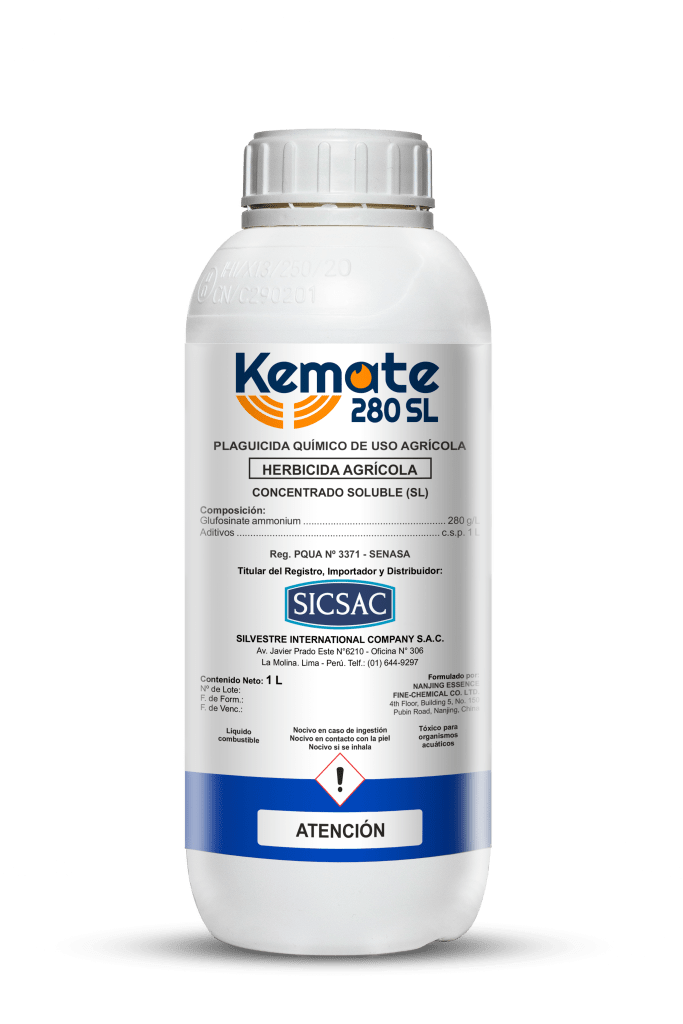 Kemate
280 SL
PLAGUICIDA QUÍMICO DE USO AGRÍCOLA
HERBICIDA AGRÍCOLA
CONCENTRADO SOLUBLE (SL)
Composición:
Glufosinate ammonium ........................................................ 280 g/L
Aditivos ................................................................................ c.s.p. 1 L
Reg. PQUA Nº 3371 - SENASA
Titular del Registro, Importador y Distribuidor:
SICSAC
SILVESTRE INTERNATIONAL COMPANY S.A.C.
Av. Javier Prado Este N°6210 - Oficina N° 306
La Molina. Lima - Perú. Telf.: (01) 644-9297
Contenido Neto: 1 L
Nº de Lote:
F. de Form.:
F. de Venc.:
Formulado por:
NANJING ESSENCE
FINE-CHEMICAL CO. LTD.
4th Floor, Building 5, No.
Pubin Road, Nanjing, China
Líquido
combustible
Nocivo en caso de ingestión
Nocivo en contacto con la piel
Nocivo si se inhala
Tóxico para
organismos
acuáticos
!
ATENCIÓN